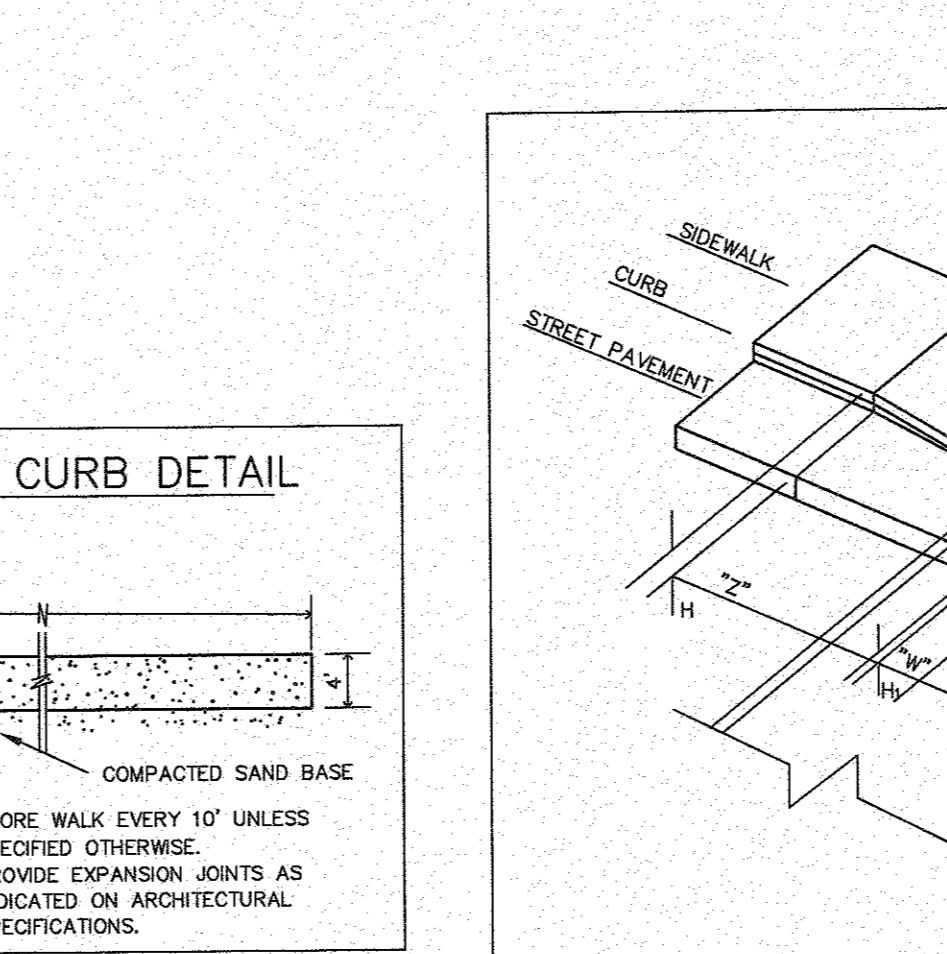 CURB DETAIL
N
4"
COMPACTED SAND BASE
ORE WALK EVERY 10' UNLESS
ECIFIED OTHERWISE.
ROVIDE EXPANSION JOINTS AS
DICATED ON ARCHITECTURAL
PECIFICATIONS.
SIDEWALK
CURB
STREET PAVEMENT
"Z"
H
"W"
H1